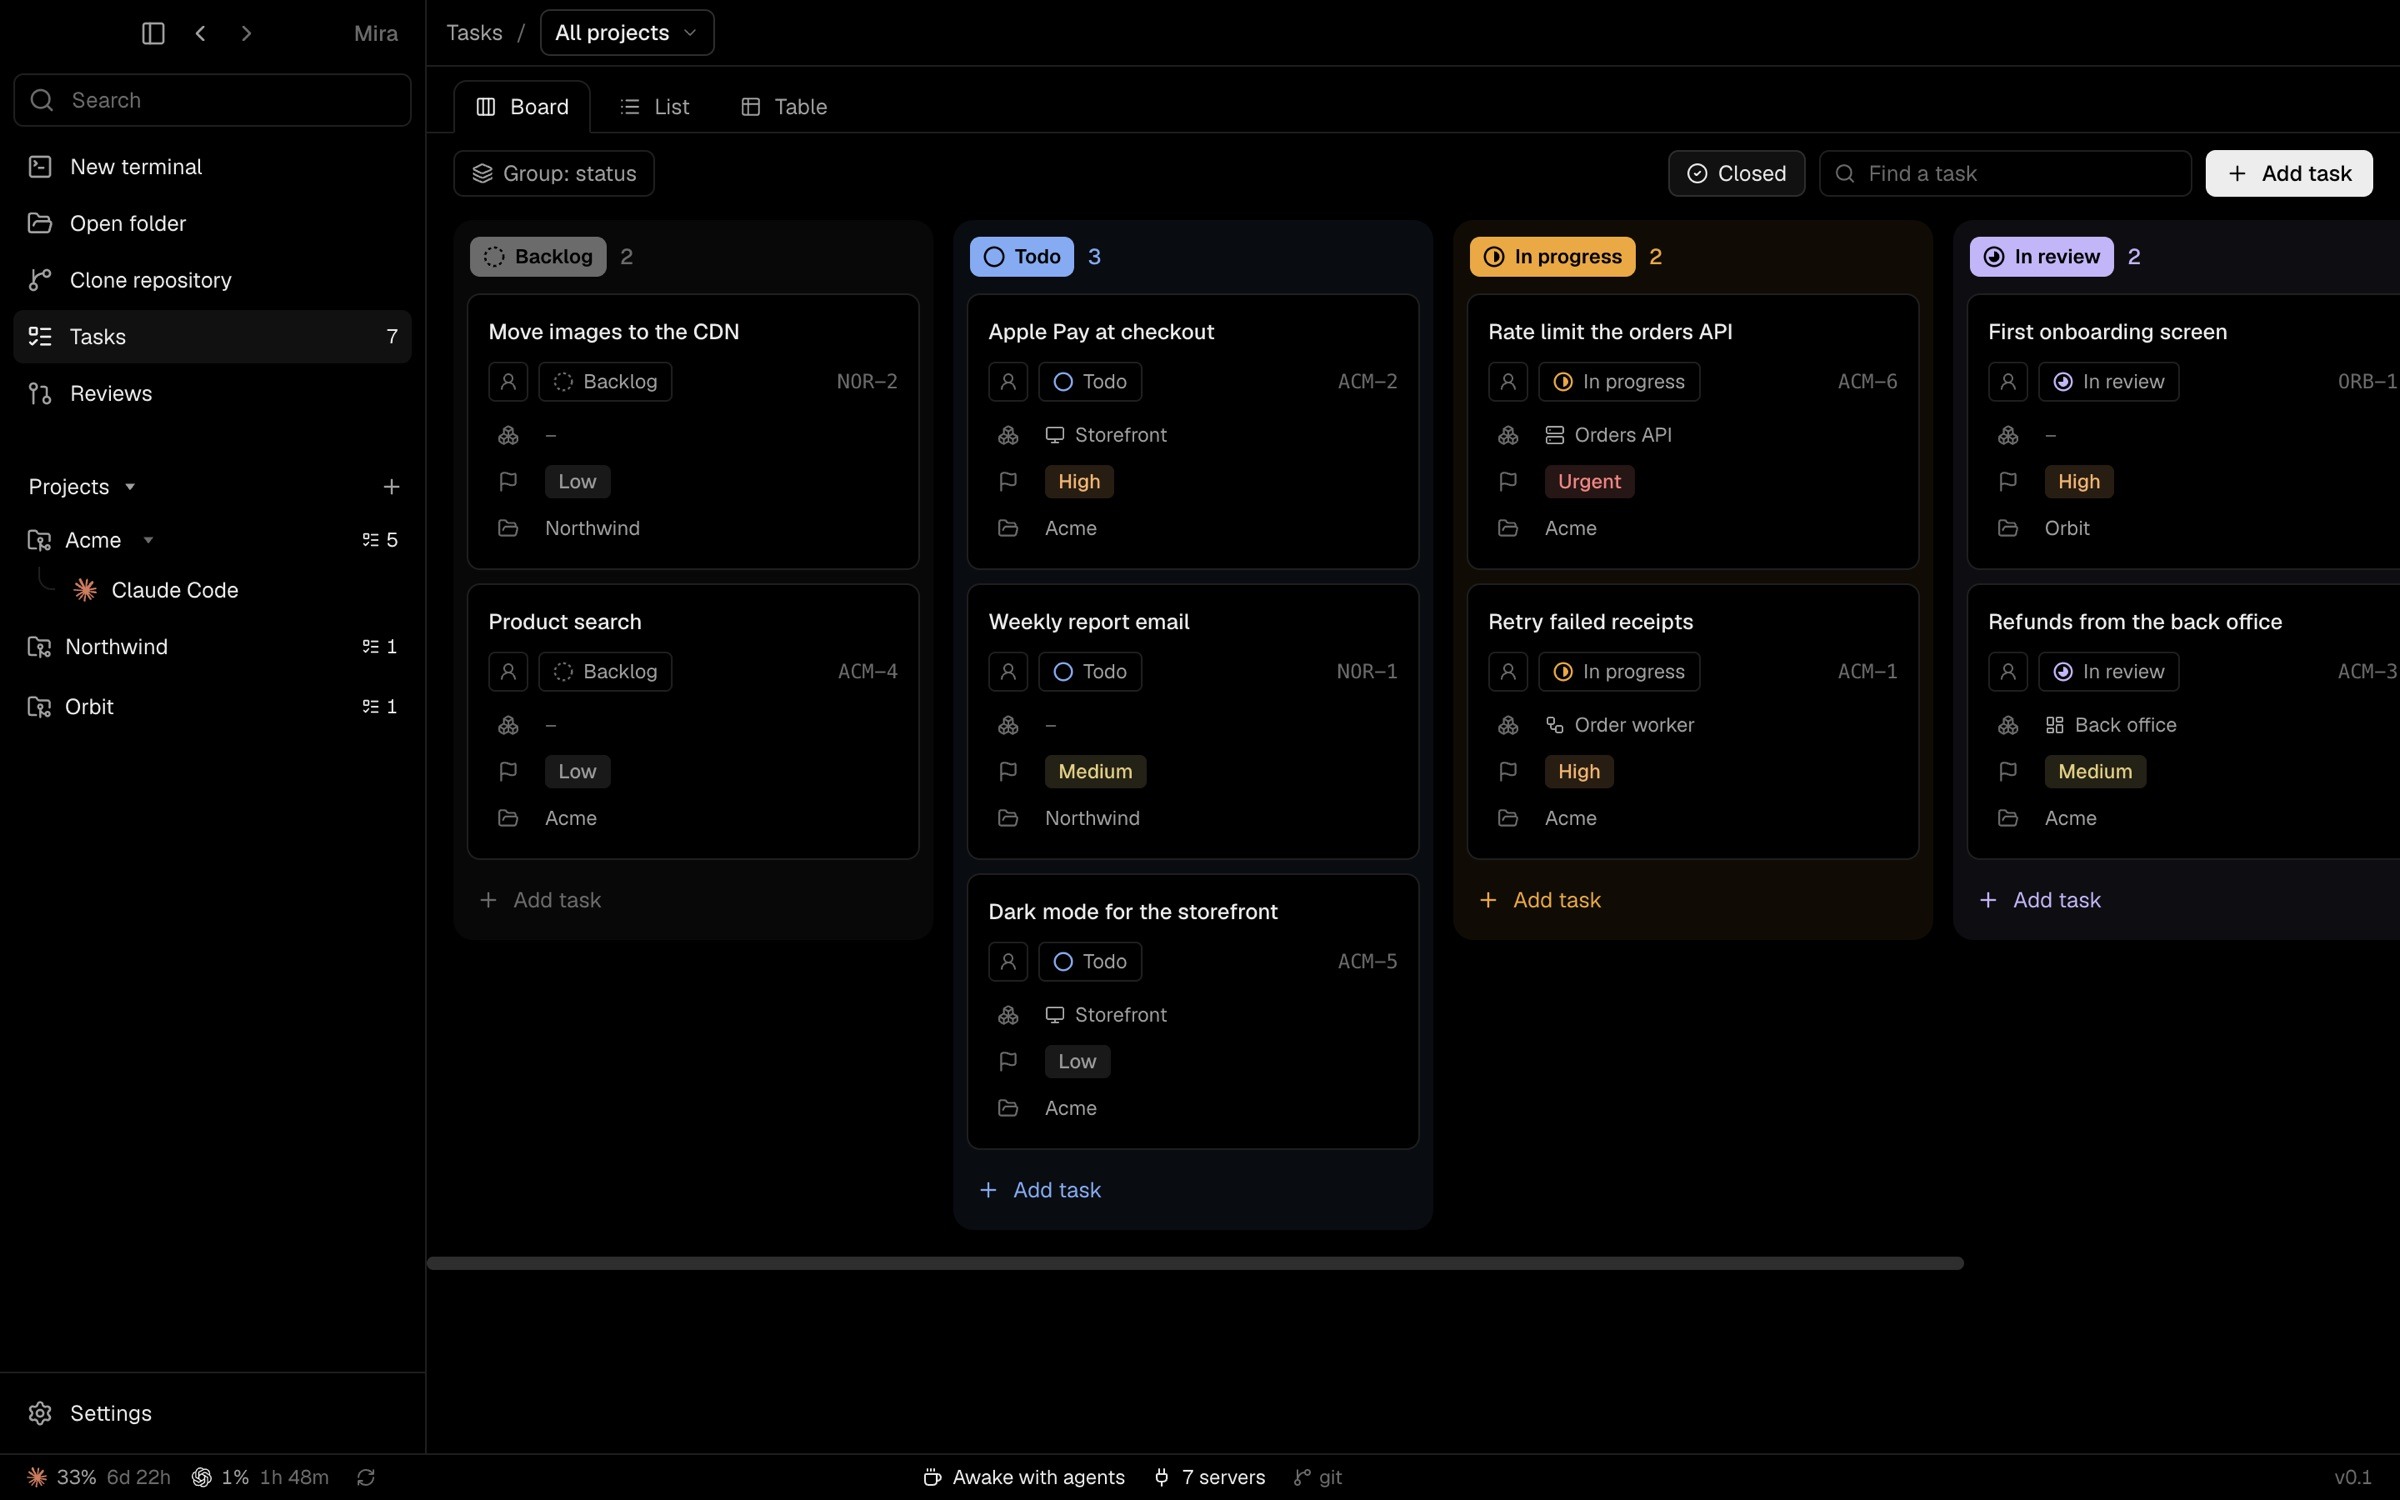 Mira
Search
New terminal
Open folder
Clone repository
Tasks 7
Reviews
Projects
Acme 5
Claude Code
Northwind 1
Orbit 1
Settings
Tasks / All projects
Board List Table
Group: status Closed Find a task Add task
Backlog 2
Move images to the CDN
Backlog NOR-2
–
Low
Northwind
Product search
Backlog ACM-4
–
Low
Acme
Add task
Todo 3
Apple Pay at checkout
Todo ACM-2
Storefront
High
Acme
Weekly report email
Todo NOR-1
–
Medium
Northwind
Dark mode for the storefront
Todo ACM-5
Storefront
Low
Acme
Add task
In progress 2
Rate limit the orders API
In progress ACM-6
Orders API
Urgent
Acme
Retry failed receipts
In progress ACM-1
Order worker
High
Acme
Add task
In review 2
First onboarding screen
In review ORB-1
–
High
Orbit
Refunds from the back office
In review ACM-3
Back office
Medium
Acme
Add task
33% 6d 22h 1% 1h 48m Awake with agents 7 servers git v0.1